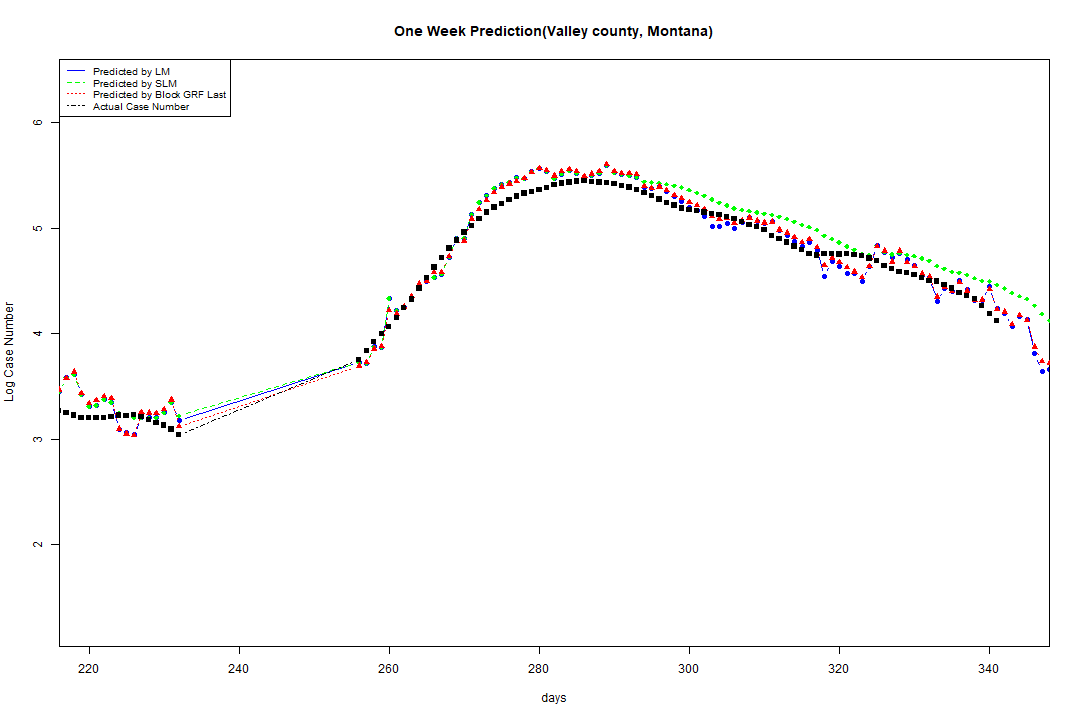 One Week Prediction(Valley county, Montana)
Predicted by LM
Predicted by SLM
Predicted by Block GRF Last
Actual Case Number
Log Case Number
6
5
4
3
2
220 240 260 280 300 320 340
days